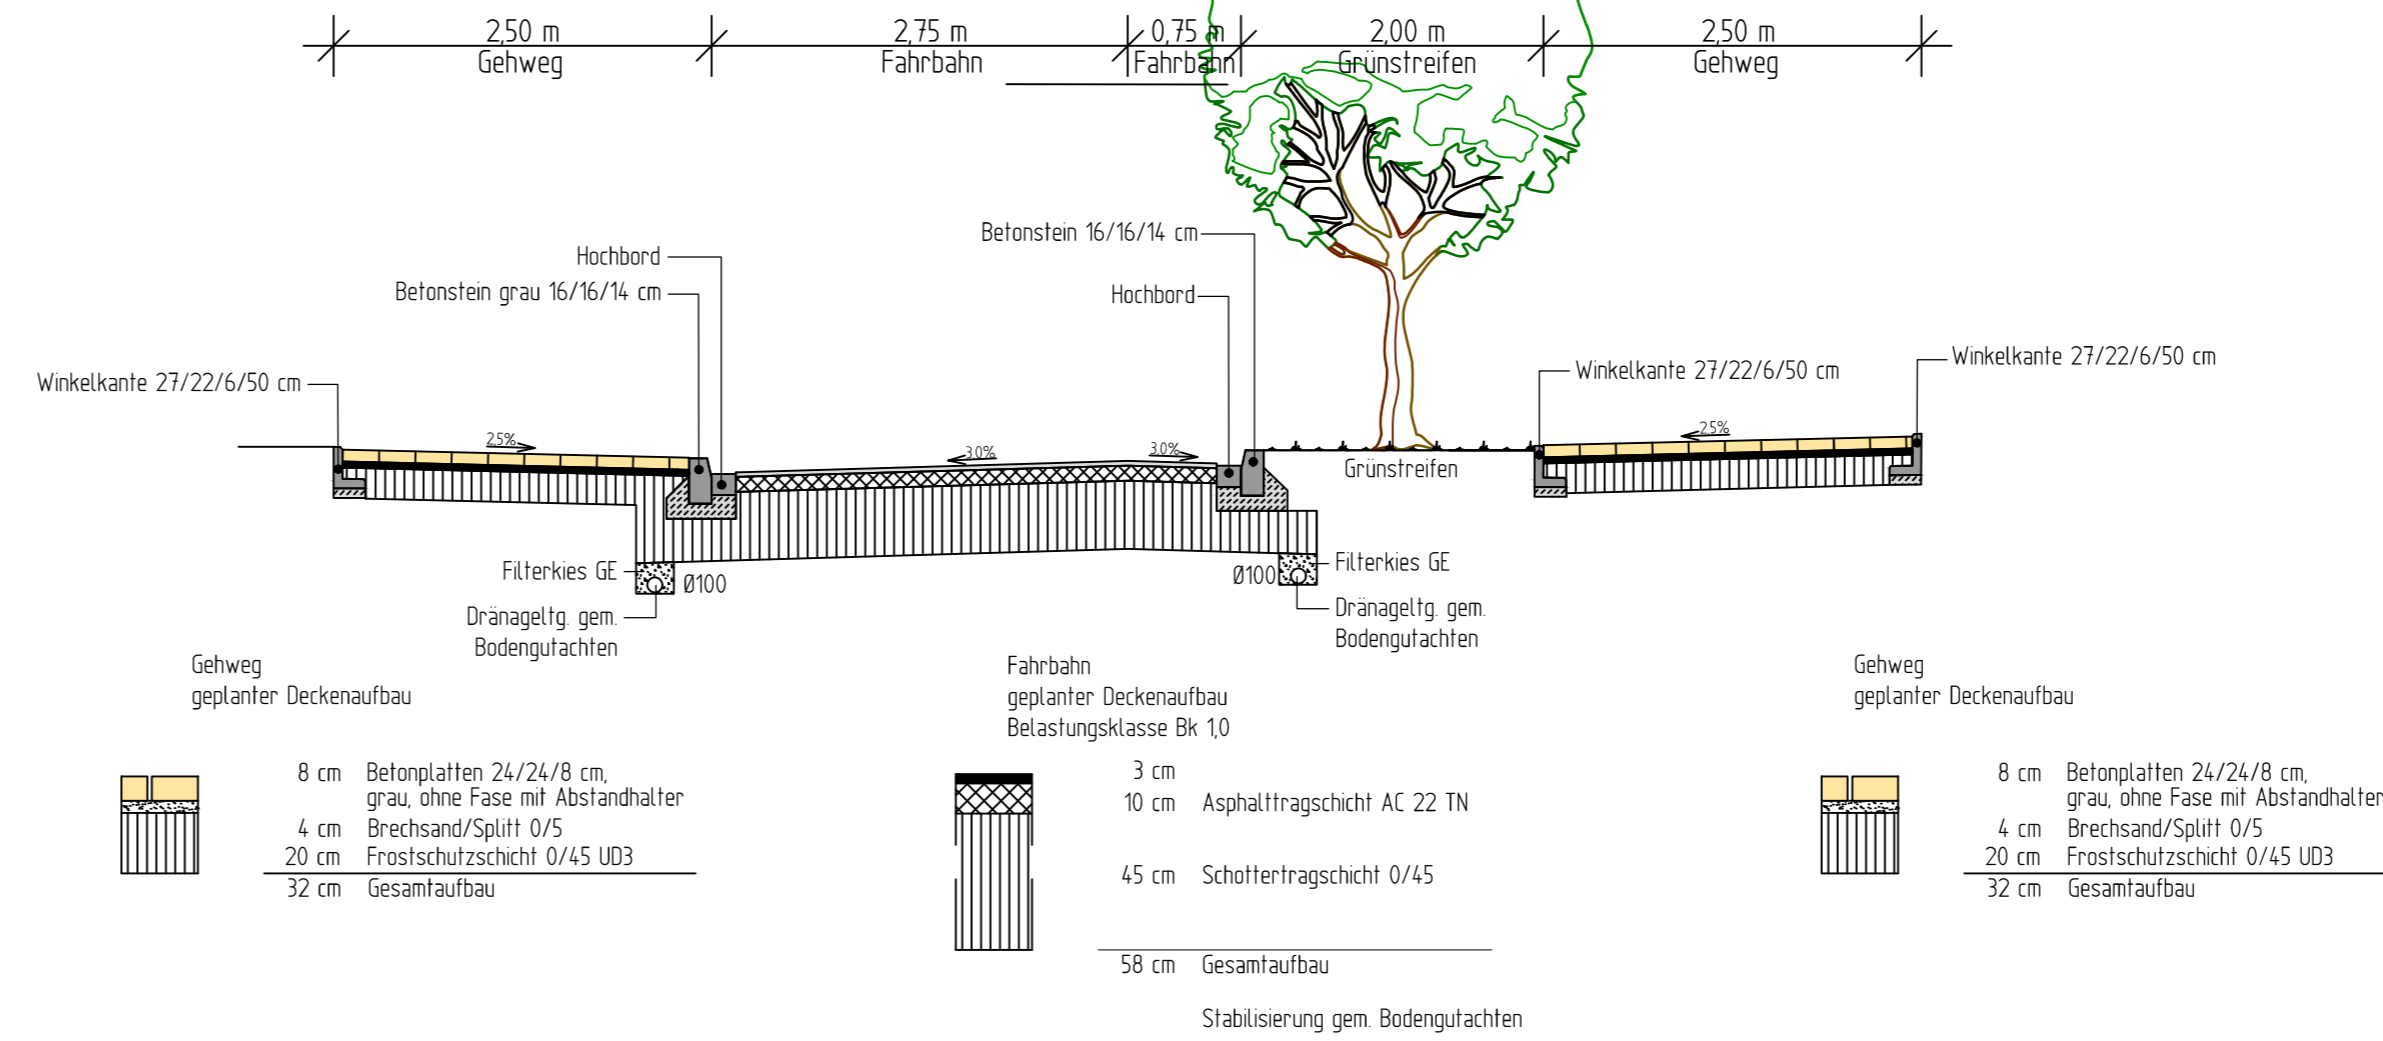 2,50 m
2,75 m
0,75 m
2,00 m
2,50 m
Gehweg
Fahrbahn
Fahrbahn
Grünstreifen
Gehweg
Betonstein 16/16/14 cm
Hochbord
Betonstein grau 16/16/14 cm
Hochbord
Winkelkante 27/22/6/50 cm
Winkelkante 27/22/6/50 cm
Winkelkante 27/22/6/50 cm
2.5%
3.0%
3.0%
2.5%
Grünstreifen
Filterkies GE
Ø100
Ø100
Filterkies GE
Dränageltg. gem.
Bodengutachten
Dränageltg. gem.
Bodengutachten
Gehweg
geplanter Deckenaufbau
8 cm Betonplatten 24/24/8 cm,
grau, ohne Fase mit Abstandhalter
4 cm Brechsand/Splitt 0/5
20 cm Frostschutzschicht 0/45 UD3
32 cm Gesamtaufbau
Fahrbahn
geplanter Deckenaufbau
Belastungsklasse Bk 1,0
3 cm
10 cm Asphalttragschicht AC 22 TN
45 cm Schottertragschicht 0/45
58 cm Gesamtaufbau
Stabilisierung gem. Bodengutachten
Gehweg
geplanter Deckenaufbau
8 cm Betonplatten 24/24/8 cm,
grau, ohne Fase mit Abstandhalter
4 cm Brechsand/Splitt 0/5
20 cm Frostschutzschicht 0/45 UD3
32 cm Gesamtaufbau